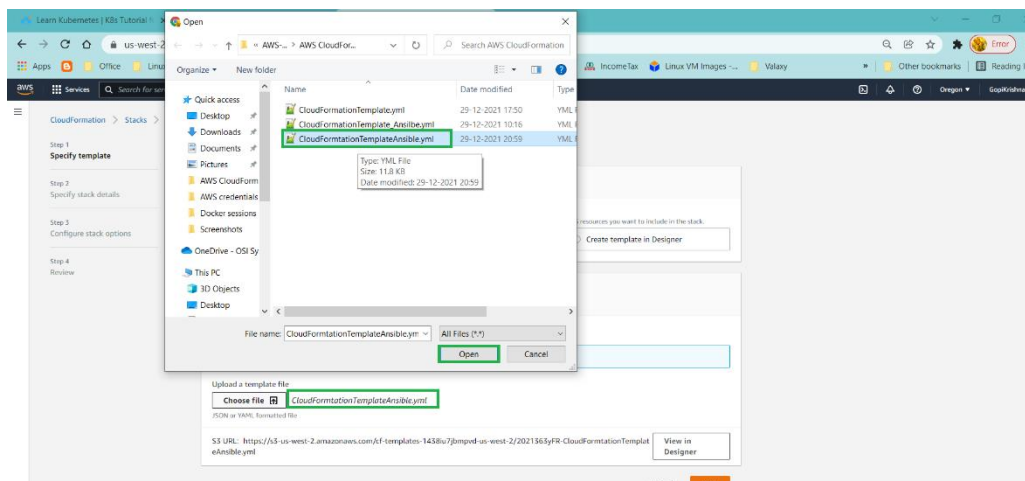 Learn Kubernetes | K8s Tutorial f
Open
us-west-2
AWS-... > AWS CloudFor...
Search AWS CloudFormation
Error
Apps
Office
Linu
IncomeTax
Linux VM Images -...
Valaxy
»
Other bookmarks
Reading l
Organize
New folder
aws
Services
Search for ser
Oregon
GopiKrishna
Name
Date modified
Type
Quick access
Desktop
Downloads
Documents
Pictures
AWS CloudForm
AWS credentials
Docker sessions
Screenshots
OneDrive - OSI Sy
This PC
3D Objects
Desktop
CloudFormationTemplate.yml
29-12-2021 17:50
YML F
CloudFormationTemplate_Ansilbe.yml
29-12-2021 10:16
YML F
CloudFormtationTemplateAnsible.yml
29-12-2021 20:59
YML F
Type: YML File
Size: 11.8 KB
Date modified: 29-12-2021 20:59
CloudFormation > Stacks >
Step 1
Specify template
Step 2
Specify stack details
Step 3
Configure stack options
Step 4
Review
resources you want to include in the stack.
Create template in Designer
File name:
CloudFormtationTemplateAnsible.ym
All Files (*.*)
Open
Cancel
Upload a template file
Choose file
CloudFormtationTemplateAnsible.yml
JSON or YAML formatted file
S3 URL: https://s3-us-west-2.amazonaws.com/cf-templates-1438iu7jbmpvd-us-west-2/2021363yFR-CloudFormtationTemplat
eAnsible.yml
View in
Designer